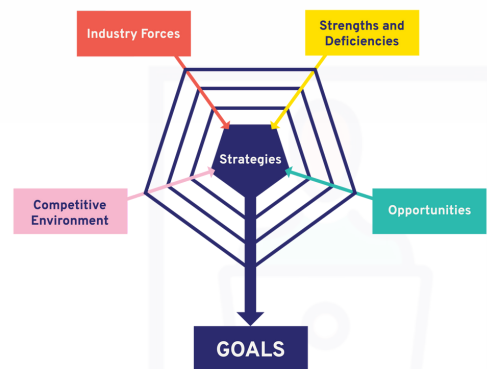 Industry Forces
Strengths and
Deficiencies
Strategies
Competitive
Environment
Opportunities
GOALS